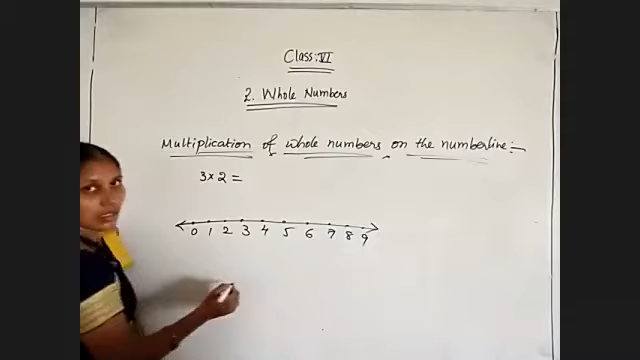 Class: VI
2. Whole Numbers
Multiplication of whole numbers on the numberline:-
3×2=
0 1 2 3 4 5 6 7 8 9